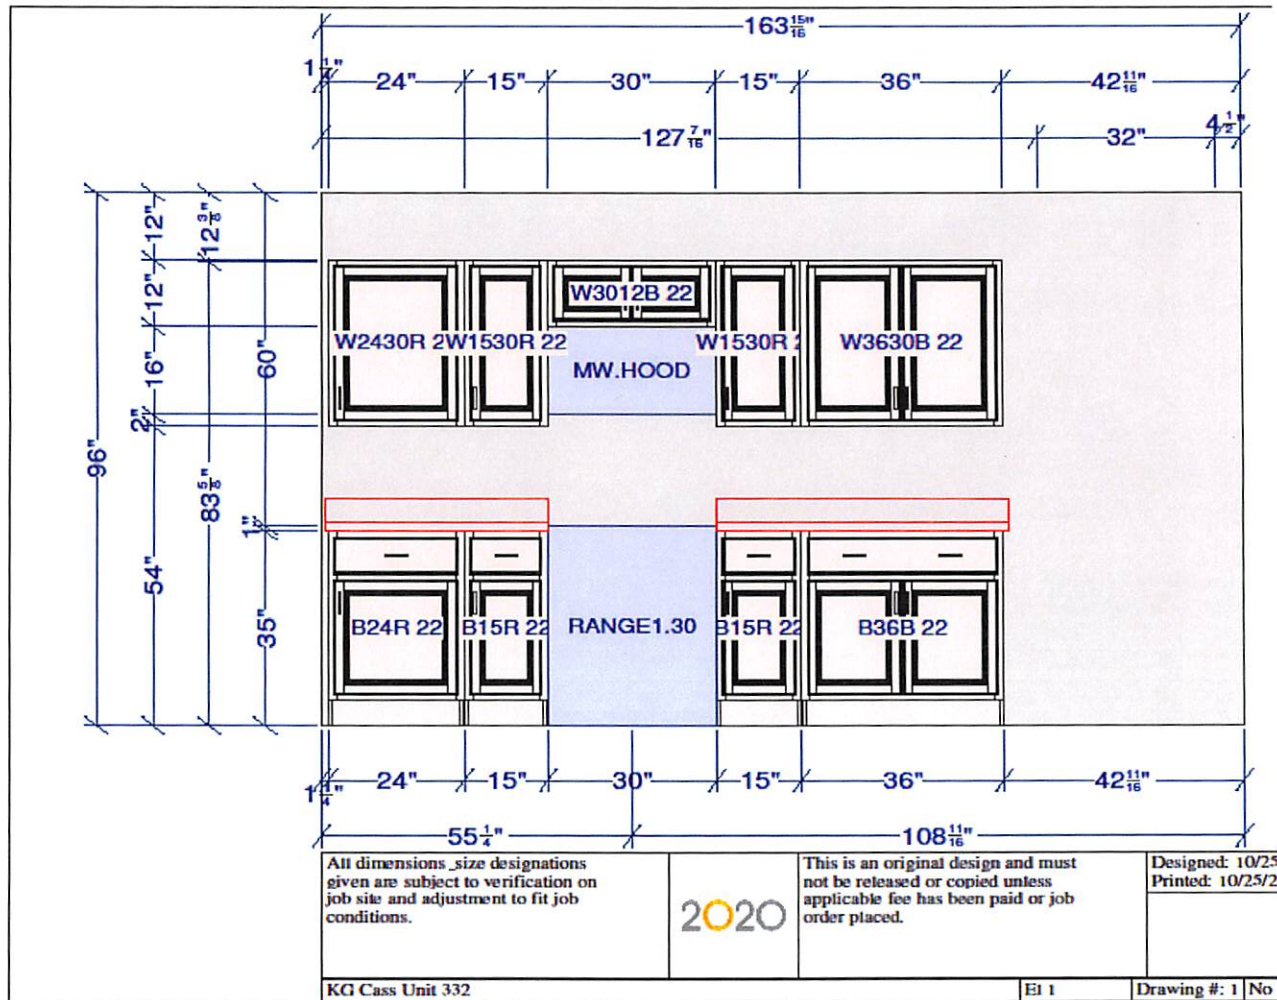 163 15/16"
1 1/4" 24" 15" 30" 15" 36" 42 11/16"
127 7/16" 32" 4 1/2"
96"
12" 12" 16" 2" 54"
12 3/8" 83 5/8"
60" 1" 35"
W3012B 22
W2430R 2 W1530R 22 W1530R 2 W3630B 22
MW.HOOD
B24R 22 B15R 22 RANGE1.30 B15R 22 B36B 22
1 1/4" 24" 15" 30" 15" 36" 42 11/16"
55 1/4" 108 11/16"
All dimensions _size designations
given are subject to verification on
job site and adjustment to fit job
conditions.
2020
This is an original design and must
not be released or copied unless
applicable fee has been paid or job
order placed.
Designed: 10/25
Printed: 10/25/2
KG Cass Unit 332
El 1
Drawing #: 1
No